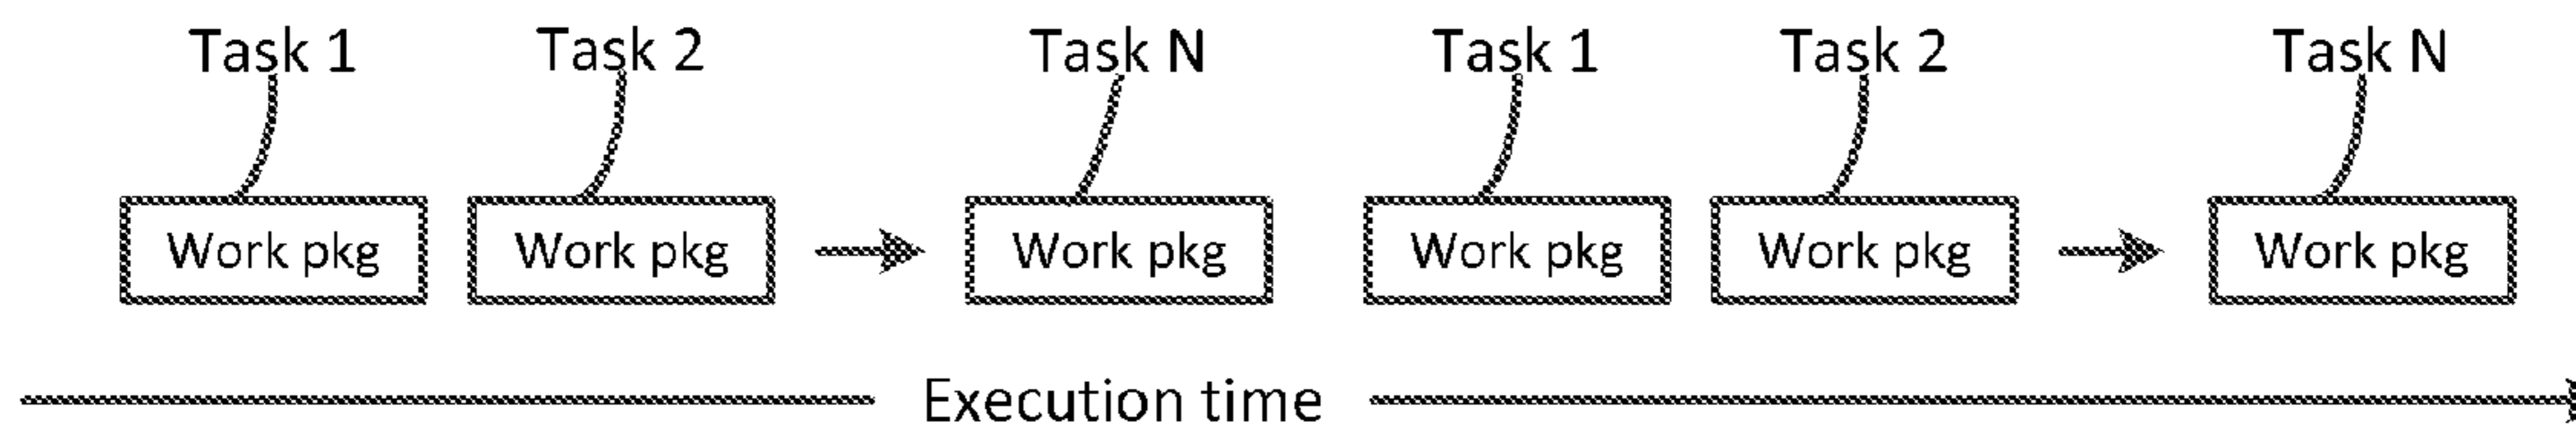 Task 1 Task 2 Task N Task 1 Task 2 Task N
Work pkg Work pkg Work pkg Work pkg Work pkg Work pkg
Execution time